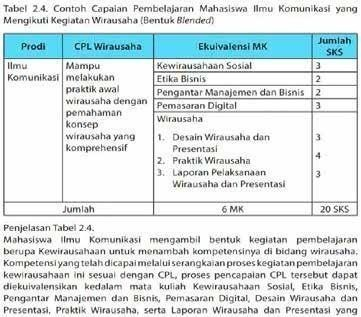 Tabel 2.4. Contoh Capaian Pembelajaran Mahasiswa Ilmu Komunikasi yang
Mengikuti Kegiatan Wirausaha (Bentuk Blended)
Prodi CPL Wirausaha Ekuivalensi MK Jumlah SKS
Ilmu Komunikasi
Mampu
melakukan
praktik awal
wirausaha dengan
pemahaman
konsep
wirausaha yang
komprehensif
Kewirausahaan Sosial 3
Etika Bisnis 2
Pengantar Manajemen dan Bisnis 2
Pemasaran Digital 3
Wirausaha
1. Desain Wirausaha dan
Presentasi
3
2. Praktik Wirausaha 4
3. Laporan Pelaksanaan
Wirausaha dan Presentasi
3
Jumlah 6 MK 20 SKS
Penjelasan Tabel 2.4.
Mahasiswa Ilmu Komunikasi mengambil bentuk kegiatan pembelajaran
berupa Kewirausahaan untuk menambah kompetensinya di bidang wirausaha.
Kompetensi yang telah dicapai melalui serangkaian proses kegiatan pembelajaran
kewirausahaan ini sesuai dengan CPL, proses pencapaian CPL tersebut dapat
diekuivalensikan kedalam mata kuliah Kewirausahaan Sosial, Etika Bisnis,
Pengantar Manajemen dan Bisnis, Pemasaran Digital, Desain Wirausaha dan
Presentasi, Praktik Wirausaha, serta Laporan Wirausaha dan Presentasi yang